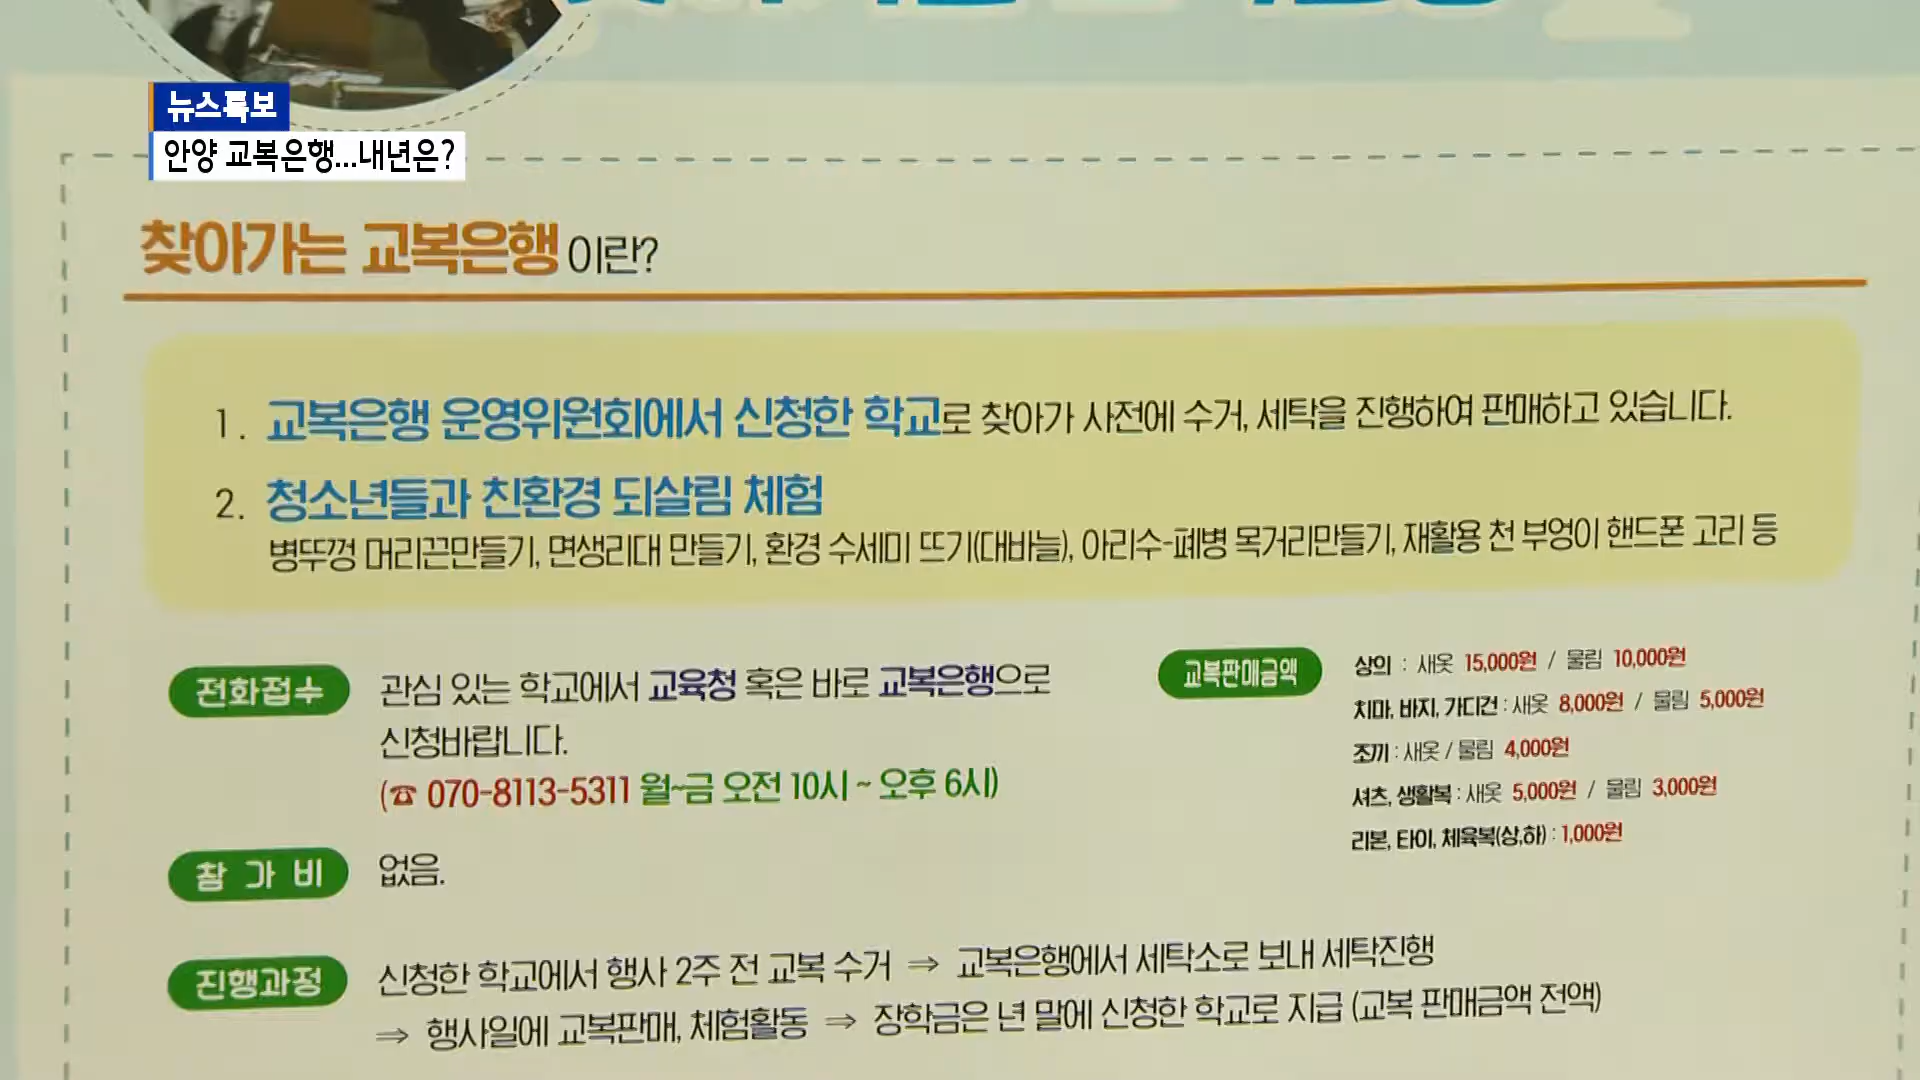 뉴스특보
안양 교복은행...내년은?
찾아가는 교복은행이란?
1. 교복은행 운영위원회에서 신청한 학교로 찾아가 사전에 수거, 세탁을 진행하여 판매하고 있습니다.
2. 청소년들과 친환경 되살림 체험
병뚜껑 머리끈만들기, 면생리대 만들기, 환경 수세미 뜨기(대바늘), 아리수-폐병 목거리만들기, 재활용 천 부엉이 핸드폰 고리 등
전화접수 관심 있는 학교에서 교육청 혹은 바로 교복은행으로
신청바랍니다.
(☎ 070-8113-5311 월~금 오전 10시 ~ 오후 6시)
참 가 비 없음.
교복판매금액 상의 : 새옷 15,000원 / 물림 10,000원
치마, 바지, 가디건 : 새옷 8,000원 / 물림 5,000원
조끼 : 새옷 / 물림 4,000원
셔츠, 생활복 : 새옷 5,000원 / 물림 3,000원
리본, 타이, 체육복(상,하) : 1,000원
진행과정 신청한 학교에서 행사 2주 전 교복 수거 ⇒ 교복은행에서 세탁소로 보내 세탁진행
⇒ 행사일에 교복판매, 체험활동 ⇒ 장학금은 년 말에 신청한 학교로 지급 (교복 판매금액 전액)